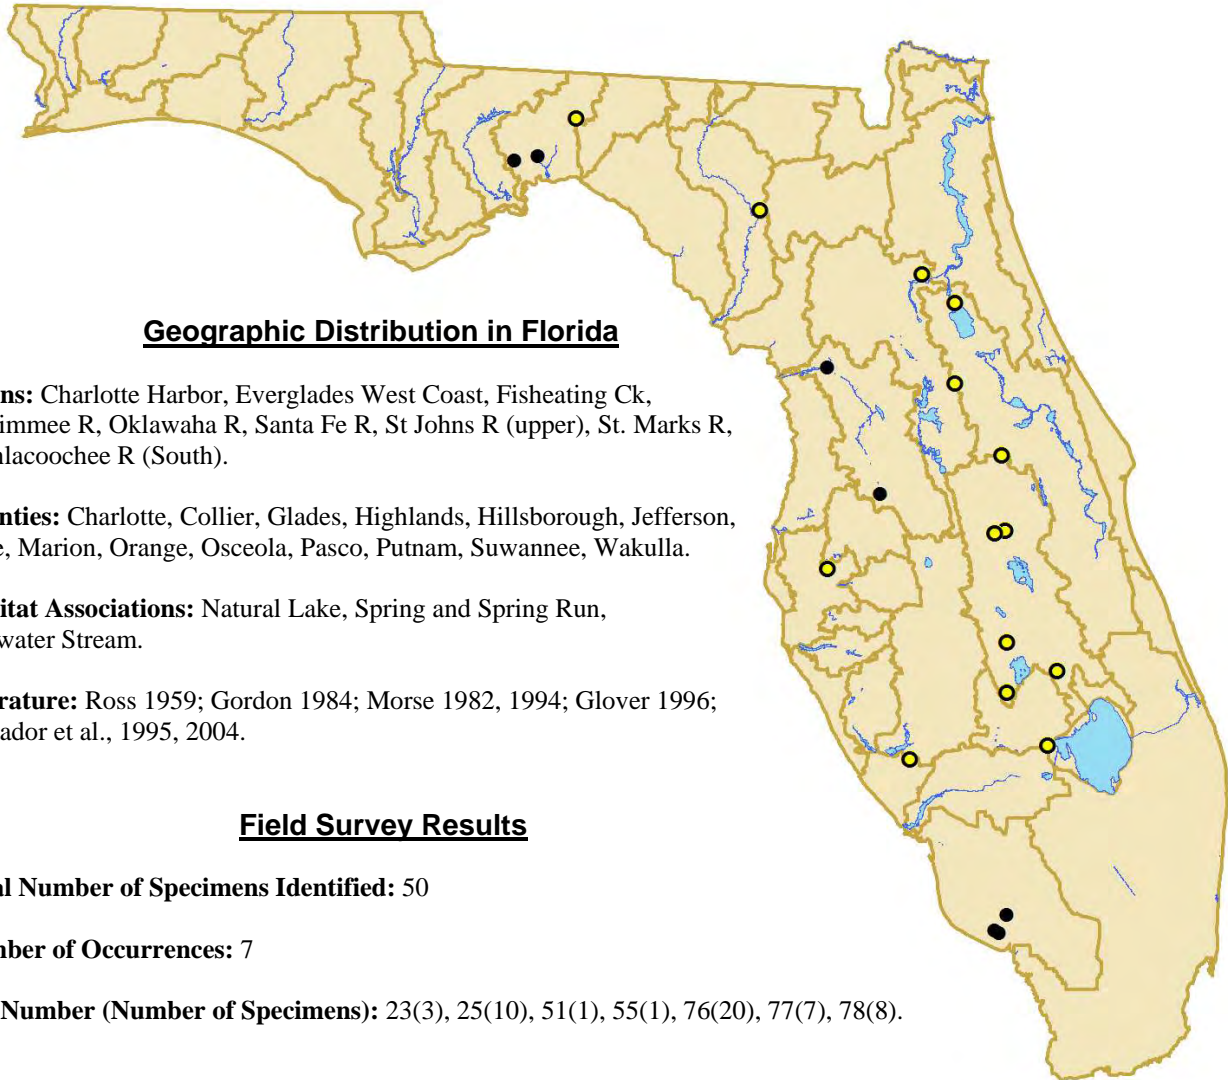 Geographic Distribution in Florida
ns: Charlotte Harbor, Everglades West Coast, Fisheating Ck,
immee R, Oklawaha R, Santa Fe R, St Johns R (upper), St. Marks R,
lacoochee R (South).
nties: Charlotte, Collier, Glades, Highlands, Hillsborough, Jefferson,
e, Marion, Orange, Osceola, Pasco, Putnam, Suwannee, Wakulla.
itat Associations: Natural Lake, Spring and Spring Run,
water Stream.
rature: Ross 1959; Gordon 1984; Morse 1982, 1994; Glover 1996;
ador et al., 1995, 2004.
Field Survey Results
al Number of Specimens Identified: 50
mber of Occurrences: 7
Number (Number of Specimens): 23(3), 25(10), 51(1), 55(1), 76(20), 77(7), 78(8).